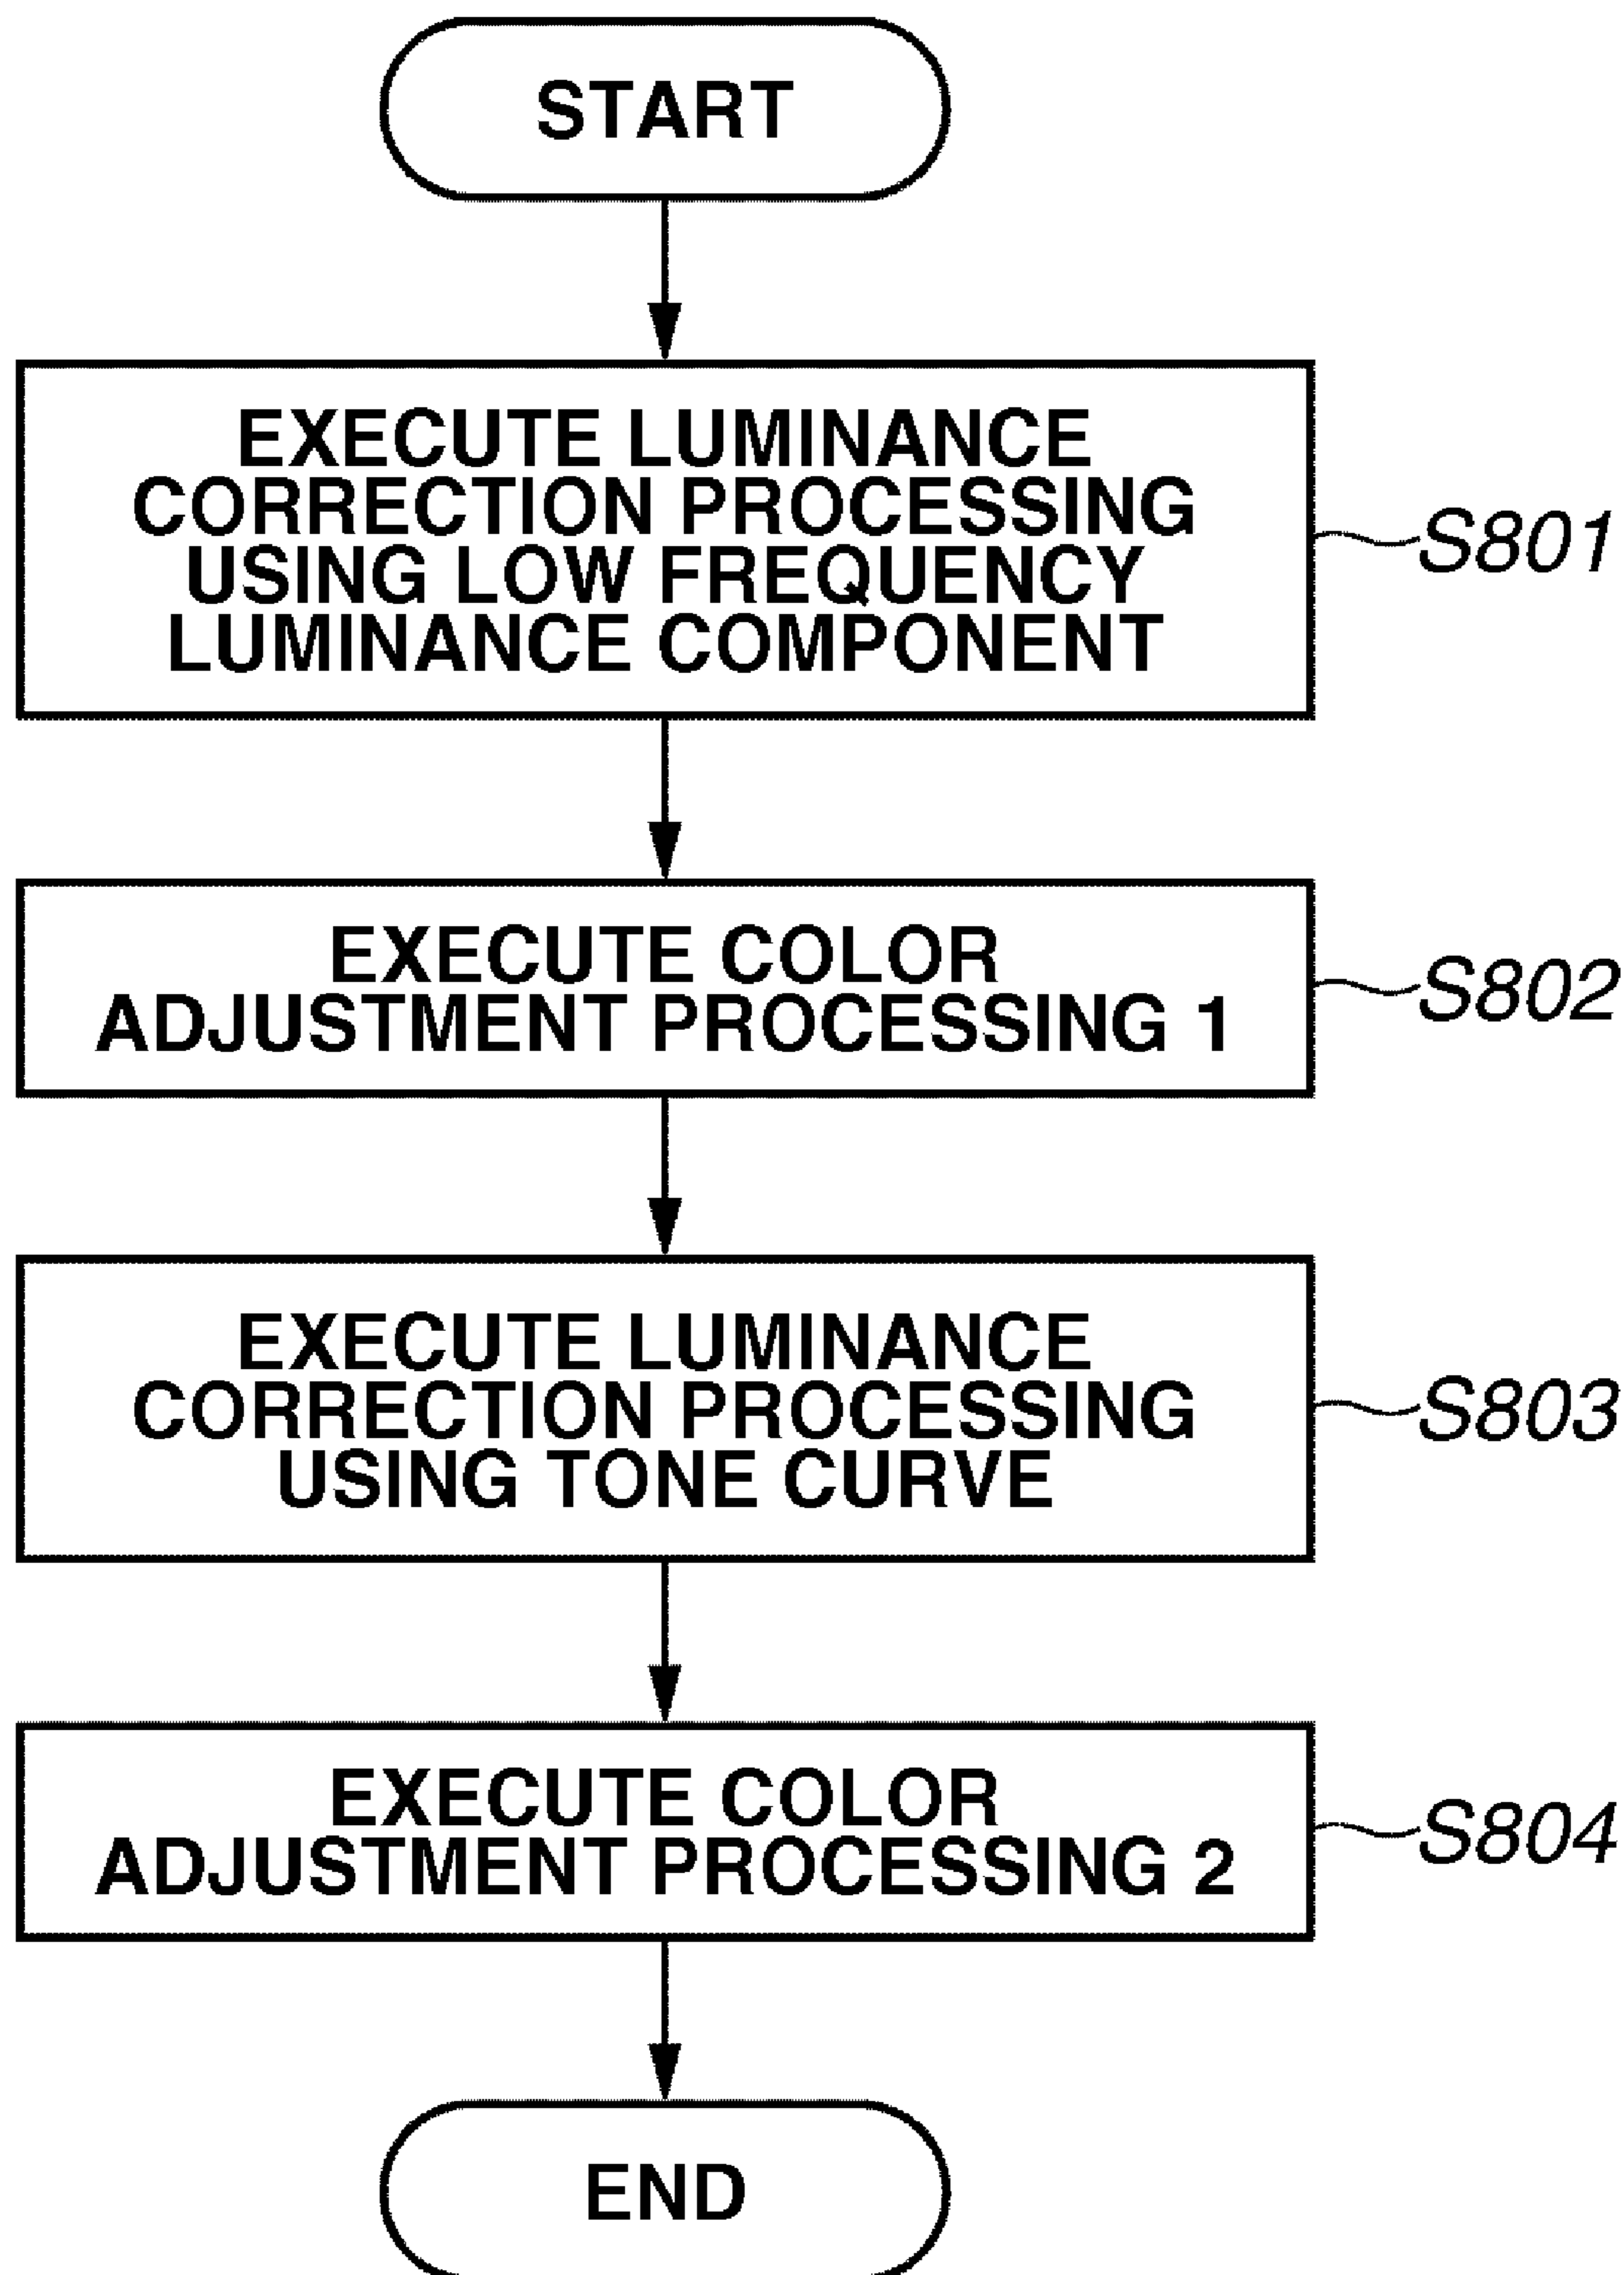 START
EXECUTE LUMINANCE
CORRECTION PROCESSING
USING LOW FREQUENCY
LUMINANCE COMPONENT
S801
EXECUTE COLOR
ADJUSTMENT PROCESSING 1
S802
EXECUTE LUMINANCE
CORRECTION PROCESSING
USING TONE CURVE
S803
EXECUTE COLOR
ADJUSTMENT PROCESSING 2
S804
END